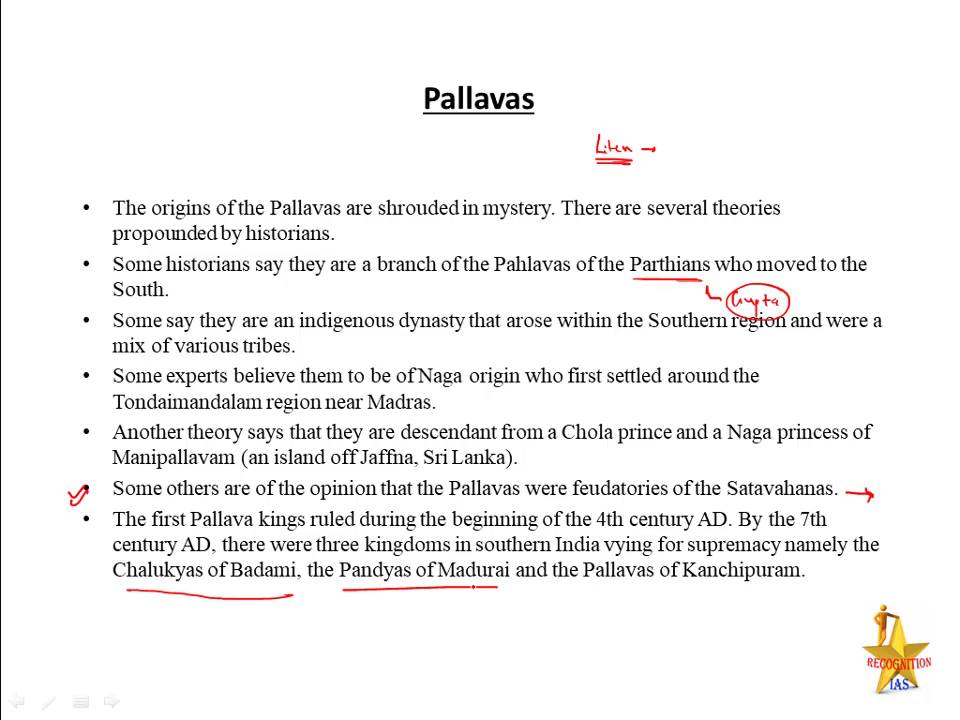 Pallavas
Liter →
• The origins of the Pallavas are shrouded in mystery. There are several theories
propounded by historians.
• Some historians say they are a branch of the Pahlavas of the Parthians who moved to the
South.
Gupta
• Some say they are an indigenous dynasty that arose within the Southern region and were a
mix of various tribes.
• Some experts believe them to be of Naga origin who first settled around the
Tondaimandalam region near Madras.
• Another theory says that they are descendant from a Chola prince and a Naga princess of
Manipallavam (an island off Jaffna, Sri Lanka).
• Some others are of the opinion that the Pallavas were feudatories of the Satavahanas. →
• The first Pallava kings ruled during the beginning of the 4th century AD. By the 7th
century AD, there were three kingdoms in southern India vying for supremacy namely the
Chalukyas of Badami, the Pandyas of Madurai and the Pallavas of Kanchipuram.
RECOGNITION
IAS